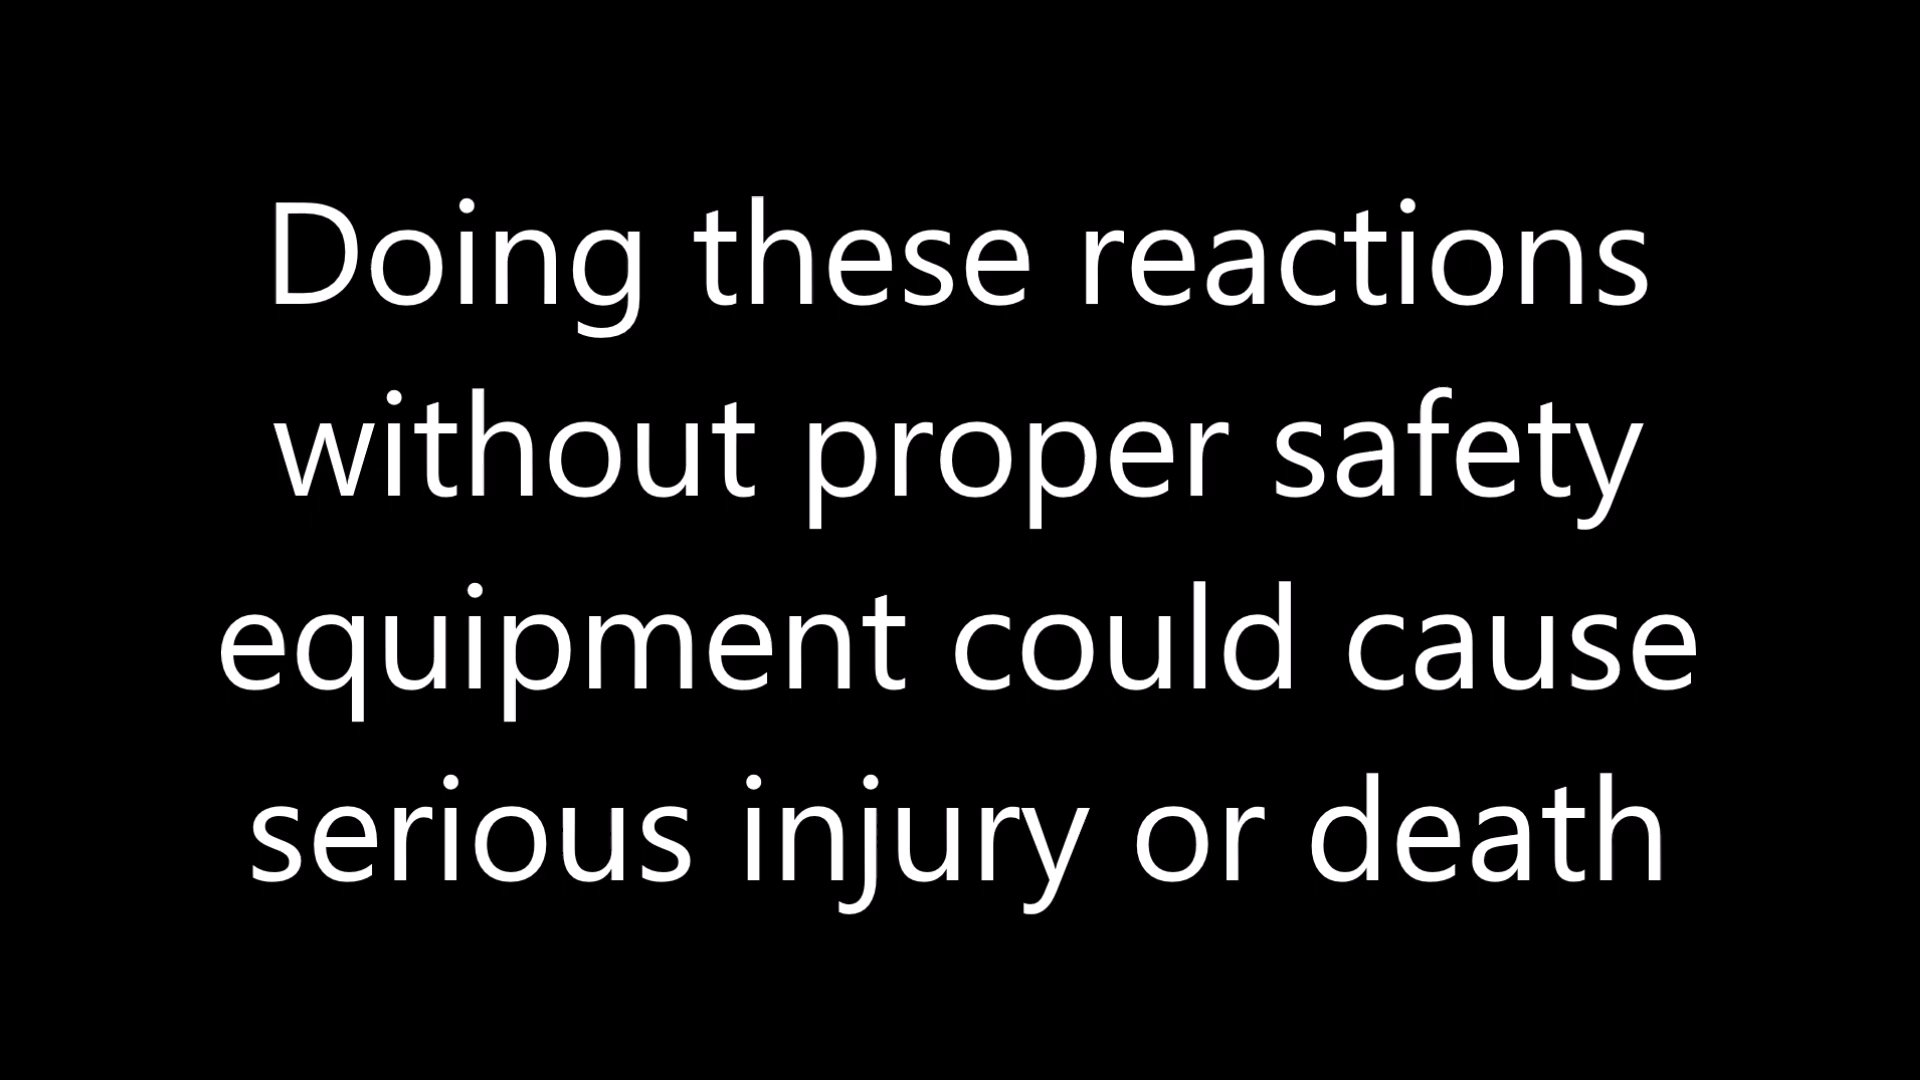 Doing these reactions
without proper safety
equipment could cause
serious injury or death